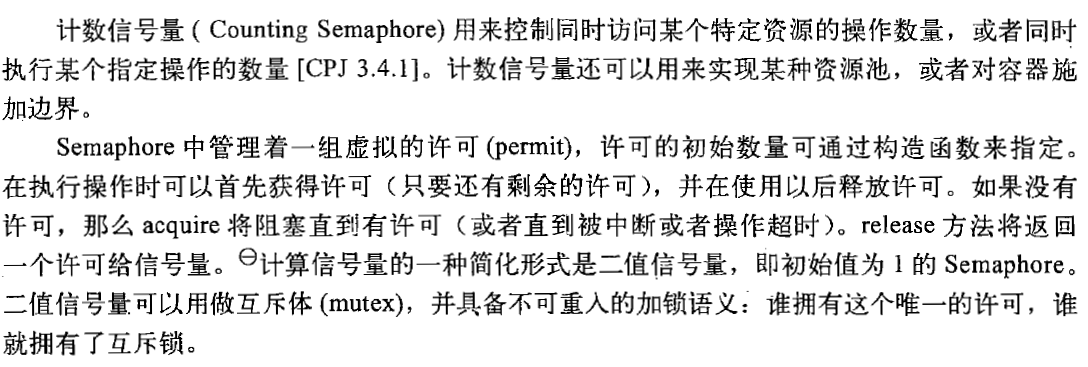 计数信号量 ( Counting Semaphore) 用来控制同时访问某个特定资源的操作数量，或者同时
执行某个指定操作的数量 [CPJ 3.4.1]。计数信号量还可以用来实现某种资源池，或者对容器施
加边界。
Semaphore 中管理着一组虚拟的许可 (permit)，许可的初始数量可通过构造函数来指定。
在执行操作时可以首先获得许可（只要还有剩余的许可），并在使用以后释放许可。如果没有
许可，那么 acquire 将阻塞直到有许可（或者直到被中断或者操作超时）。release 方法将返回
一个许可给信号量。㊀计算信号量的一种简化形式是二值信号量，即初始值为 1 的 Semaphore。
二值信号量可以用做互斥体 (mutex)，并具备不可重入的加锁语义：谁拥有这个唯一的许可，谁
就拥有了互斥锁。